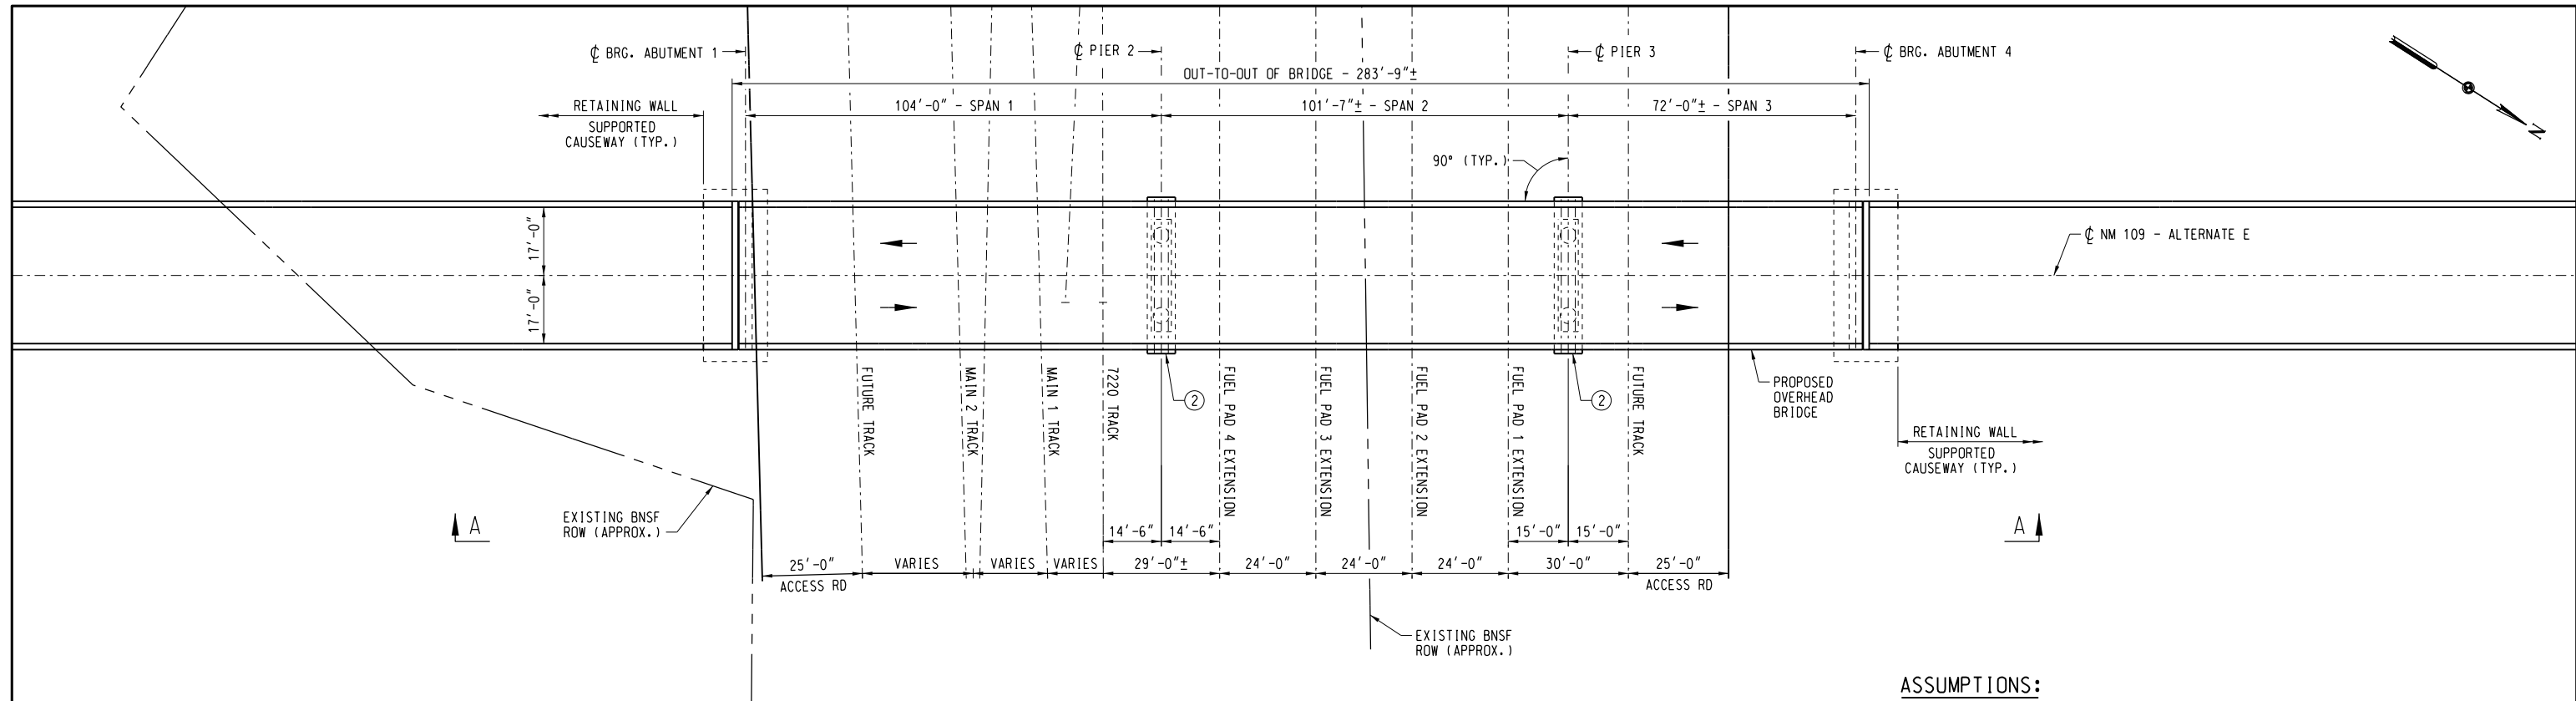 ℄ BRG. ABUTMENT 1
℄ PIER 2
℄ PIER 3
℄ BRG. ABUTMENT 4
OUT-TO-OUT OF BRIDGE - 283'-9"±
RETAINING WALL
SUPPORTED
CAUSEWAY (TYP.)
104'-0" - SPAN 1
101'-7"± - SPAN 2
72'-0"± - SPAN 3
N
90° (TYP.)
17'-0"
17'-0"
℄ NM 109 - ALTERNATE E
FUTURE TRACK
MAIN 2 TRACK
MAIN 1 TRACK
7220 TRACK
2
FUEL PAD 4 EXTENSION
FUEL PAD 3 EXTENSION
FUEL PAD 2 EXTENSION
FUEL PAD 1 EXTENSION
2
FUTURE TRACK
PROPOSED
OVERHEAD
BRIDGE
RETAINING WALL
SUPPORTED
CAUSEWAY (TYP.)
A
EXISTING BNSF
ROW (APPROX.)
A
14'-6"
14'-6"
15'-0"
15'-0"
25'-0"
VARIES
VARIES
VARIES
29'-0"±
24'-0"
24'-0"
24'-0"
30'-0"
25'-0"
ACCESS RD
ACCESS RD
EXISTING BNSF
ROW (APPROX.)
ASSUMPTIONS: